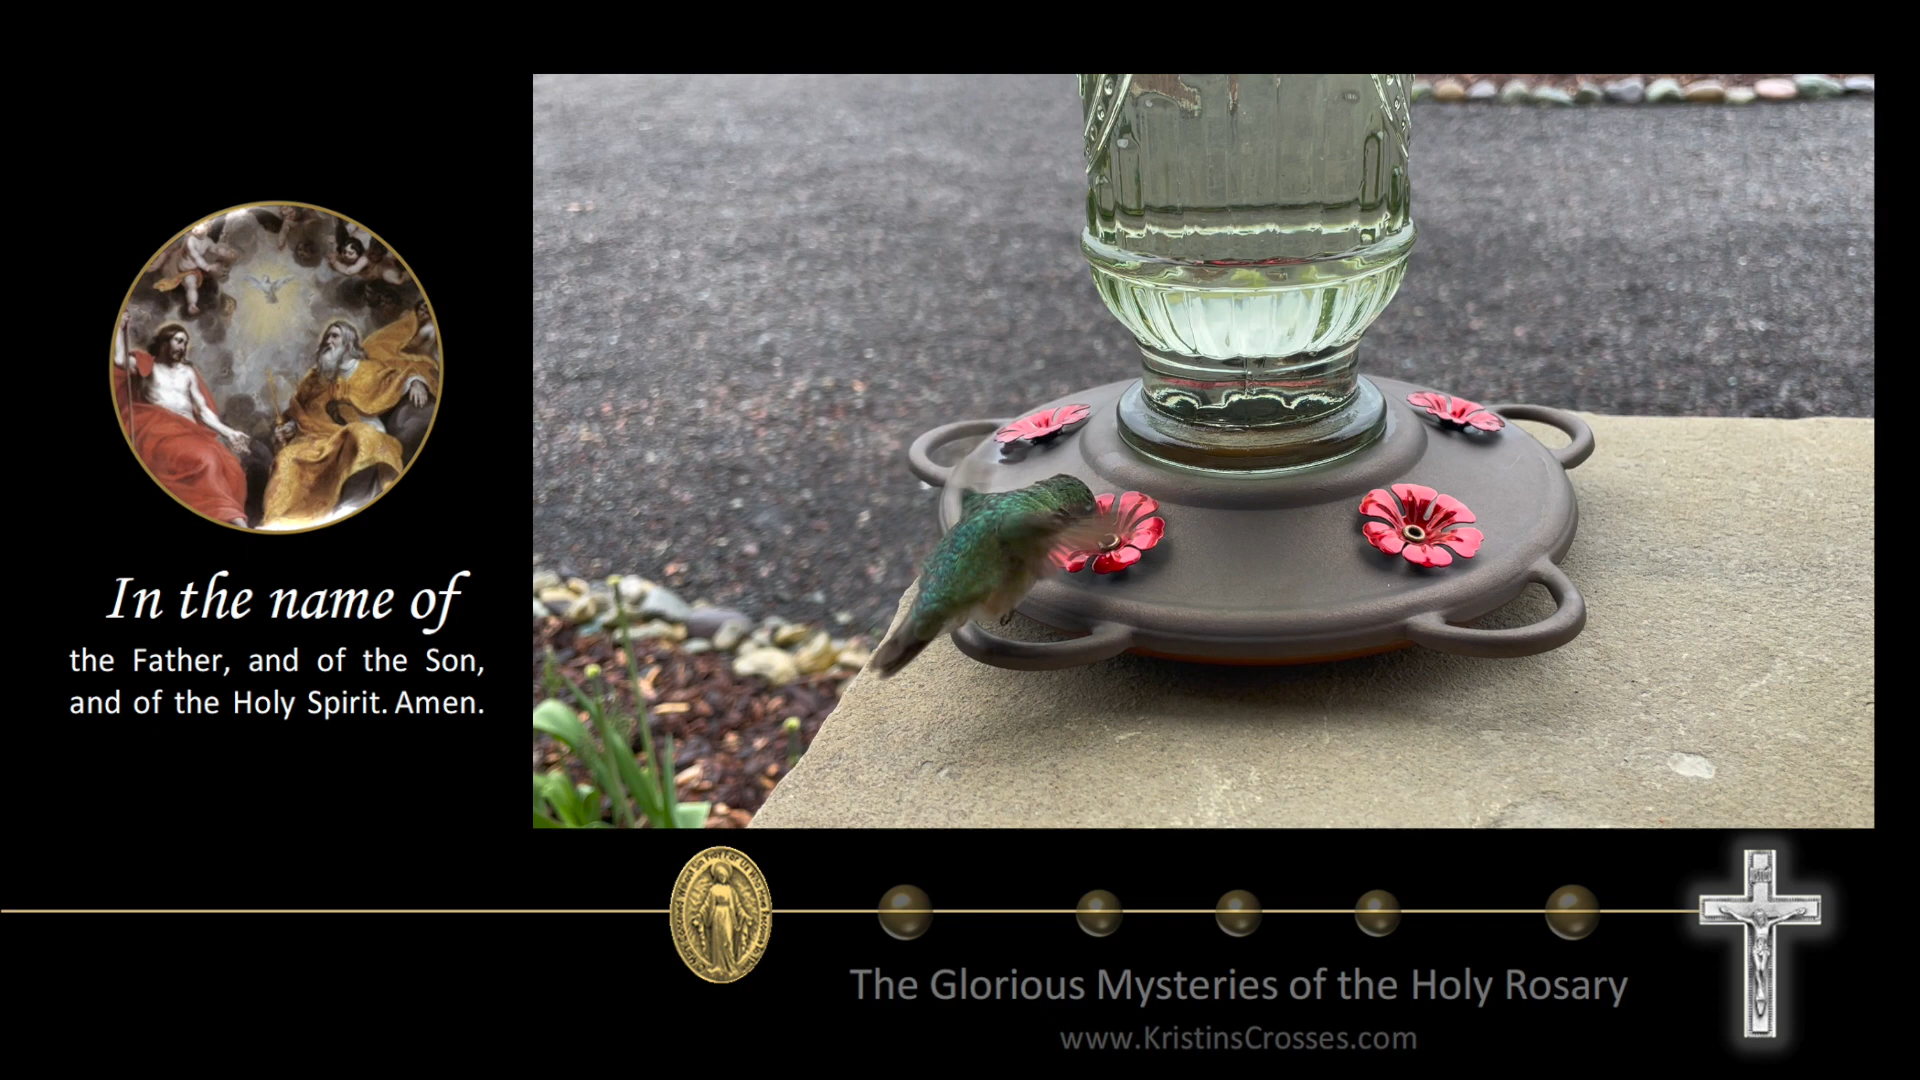 In the name of
the Father, and of the Son,
and of the Holy Spirit. Amen.
The Glorious Mysteries of the Holy Rosary
www.KristinsCrosses.com